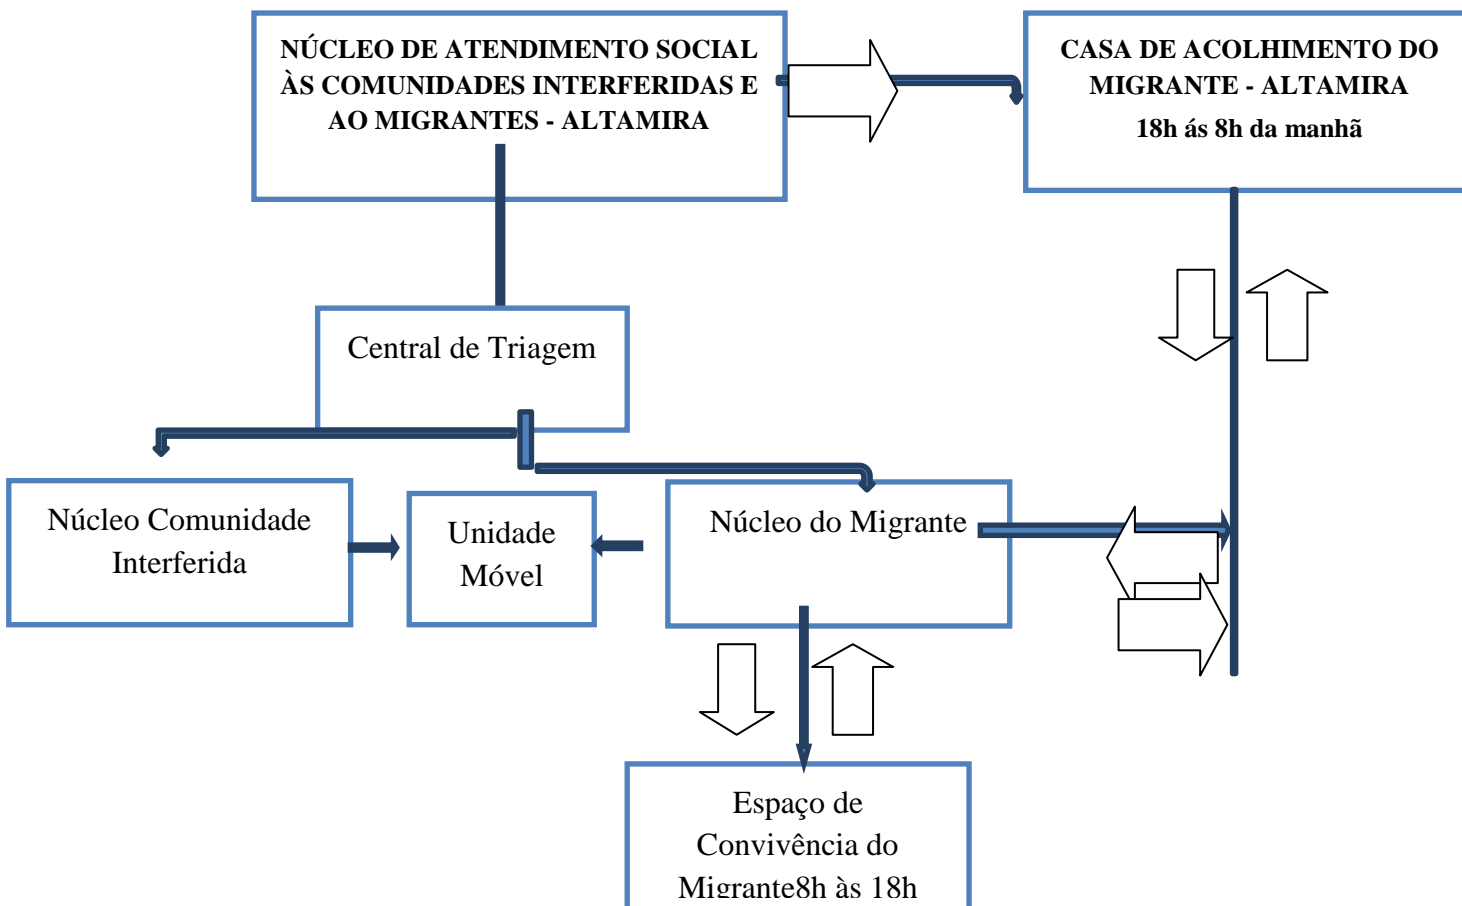 NÚCLEO DE ATENDIMENTO SOCIAL
ÀS COMUNIDADES INTERFERIDAS E
AO MIGRANTES - ALTAMIRA
CASA DE ACOLHIMENTO DO
MIGRANTE - ALTAMIRA
18h ás 8h da manhã
Central de Triagem
Núcleo Comunidade
Interferida
Unidade
Móvel
Núcleo do Migrante
Espaço de
Convivência do
Migrante8h às 18h